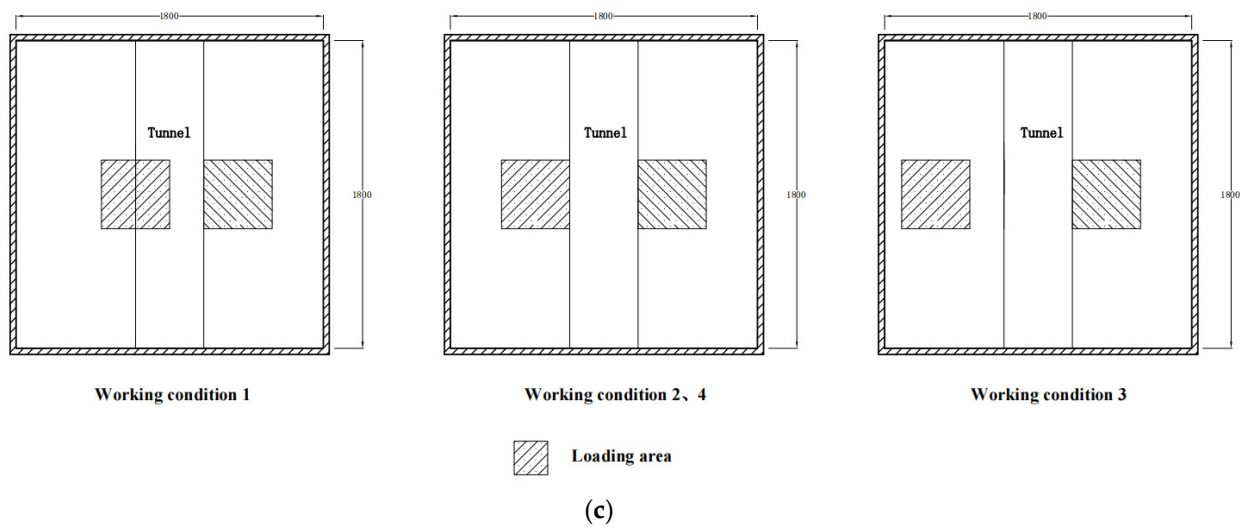 1800
1800
1800
Tunnel
Tunnel
Tunnel
1800
1800
1800
Working condition 1
Working condition 2、4
Working condition 3
Loading area
(c)